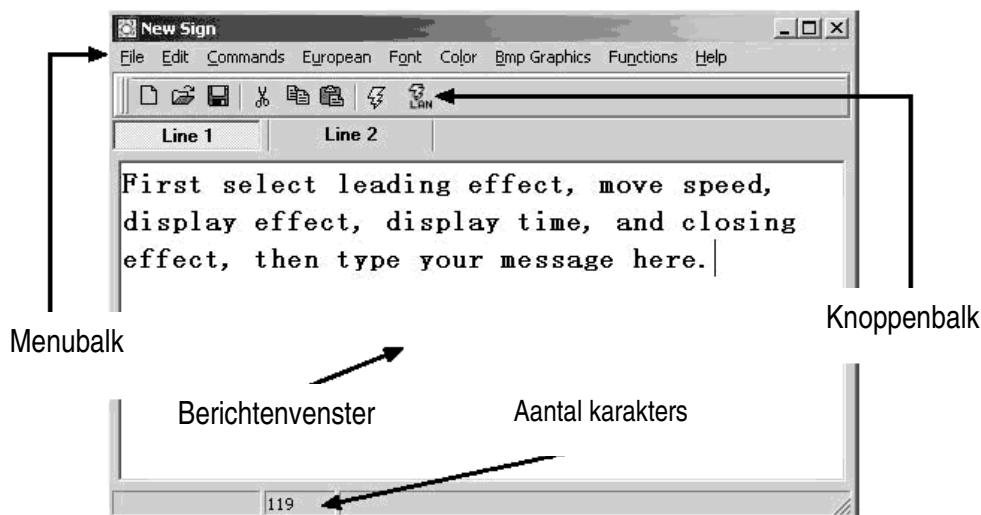 New Sign
File Edit Commands European Font Color Bmp Graphics Functions Help
LAN
Line 1 Line 2
First select leading effect, move speed,
display effect, display time, and closing
effect, then type your message here.
Menubalk
Knoppenbalk
Berichtenvenster
Aantal karakters
119